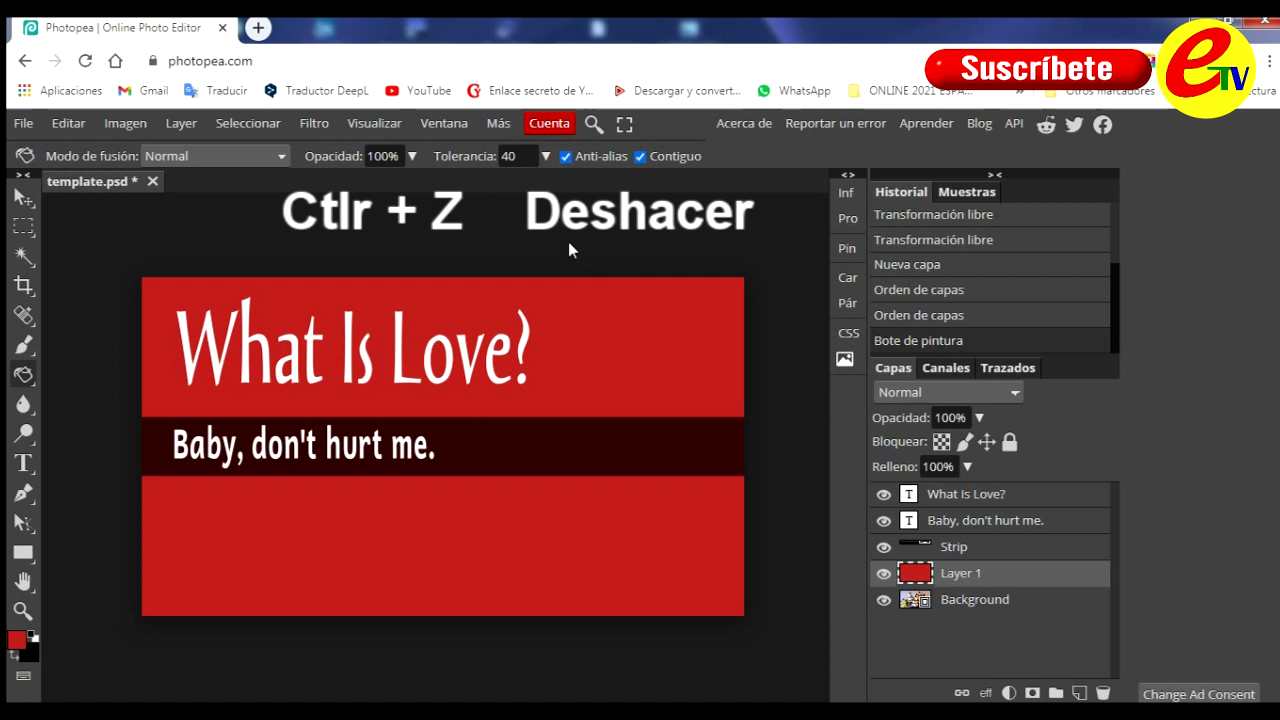 Photopea | Online Photo Editor
photopea.com
Suscríbete
eTV
Aplicaciones
Gmail
Traducir
Traductor DeepL
YouTube
Enlace secreto de Y...
Descargar y convert...
WhatsApp
ONLINE 2021 ESPA...
Otros marcadores
File Editar Imagen Layer Seleccionar Filtro Visualizar Ventana Más Cuenta
Acerca de Reportar un error Aprender Blog API
Modo de fusión: Normal Opacidad: 100% Tolerancia: 40 Anti-alias Contiguo
template.psd *
Ctlr + Z Deshacer
What Is Love?
Baby, don't hurt me.
Inf
Pro
Pin
Car
Pár
CSS
Historial Muestras
Transformación libre
Transformación libre
Nueva capa
Orden de capas
Orden de capas
Bote de pintura
Capas Canales Trazados
Normal
Opacidad: 100%
Bloquear:
Relleno: 100%
What Is Love?
Baby, don't hurt me.
Strip
Layer 1
Background
eff
Change Ad Consent